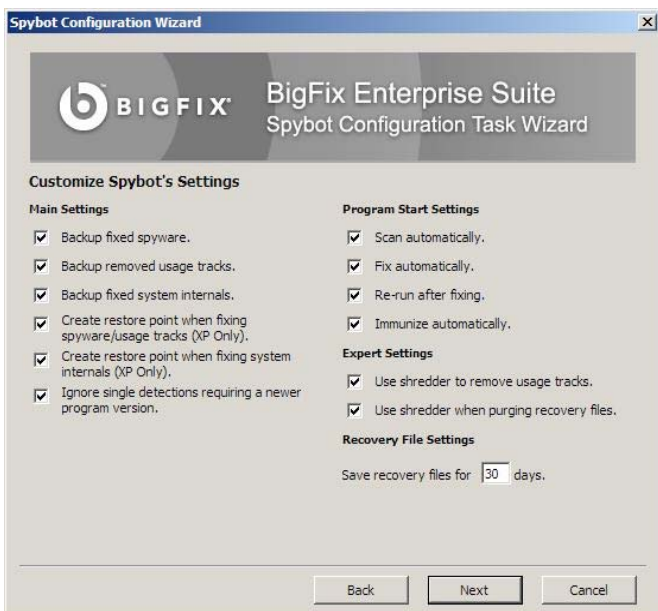 Spybot Configuration Wizard
BIGFIX
BigFix Enterprise Suite
Spybot Configuration Task Wizard
Customize Spybot's Settings
Main Settings
Backup fixed spyware.
Backup removed usage tracks.
Backup fixed system internals.
Create restore point when fixing
spyware/usage tracks (XP Only).
Create restore point when fixing system
internals (XP Only).
Ignore single detections requiring a newer
program version.
Program Start Settings
Scan automatically.
Fix automatically.
Re-run after fixing.
Immunize automatically.
Expert Settings
Use shredder to remove usage tracks.
Use shredder when purging recovery files.
Recovery File Settings
Save recovery files for 30 days.
Back
Next
Cancel